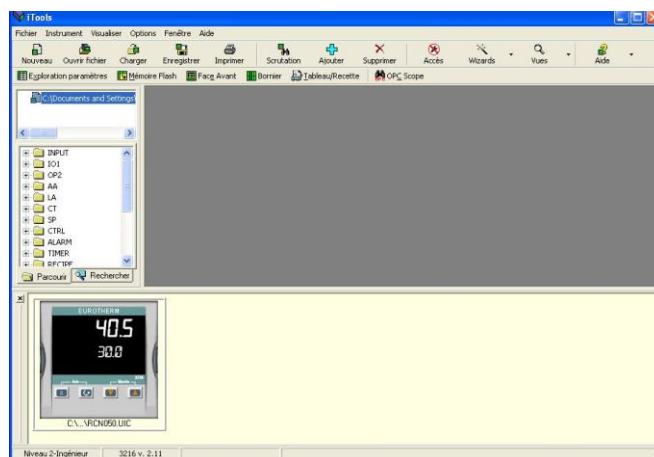 iTools
Fichier Instrument Visualiser Options Fenêtre Aide
Nouveau Ouvrir fichier Charger Enregistrer Imprimer Scrutation Ajouter Supprimer Accès Wizards Vues Aide
Exploration paramètres Mémoire Flash Face Avant Bornier Tableau/Recette OPC Scope
C:\Documents and Settings\
INPUT
IO1
OP2
AA
LA
CT
SP
CTRL
ALARM
TIMER
RECIPE
Parcourir Rechercher
EUROTHERM
40.5
30.0
C:\...\RCN050.UIC
Niveau 2-Ingénieur 3216 v. 2.11